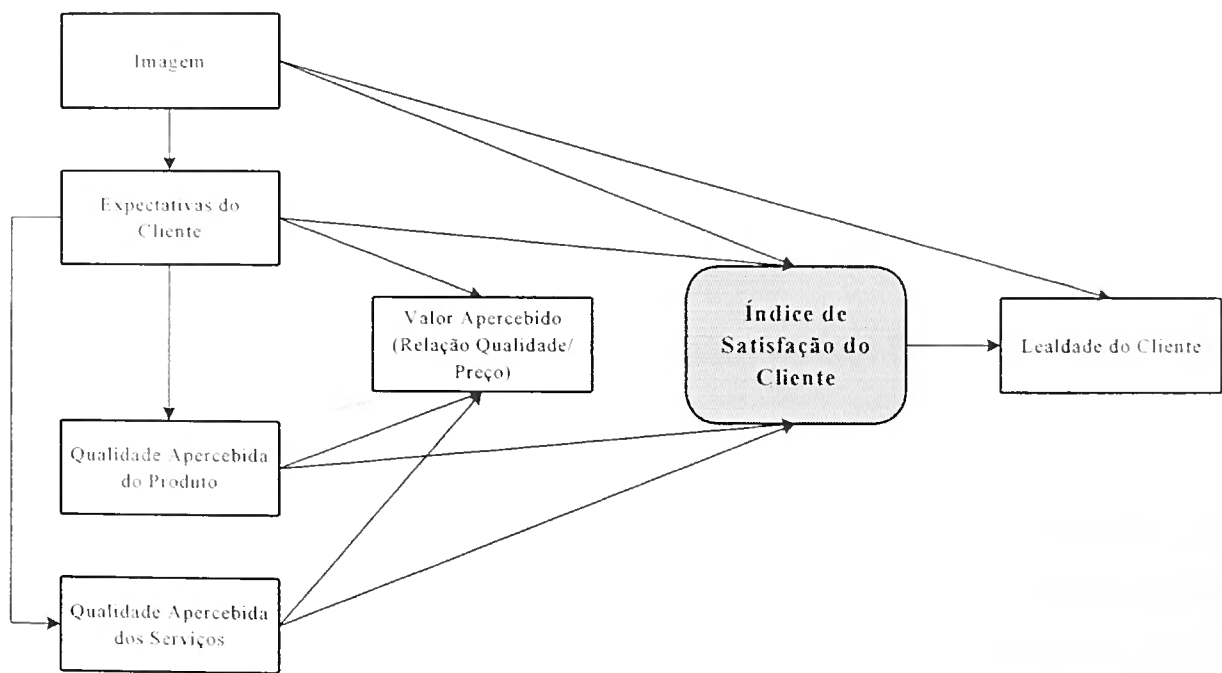 Imagem
Expectativas do
Cliente
Valor Apercebido
(Relação Qualidade/
Preço)
Índice de
Satisfação do
Cliente
Lealdade do Cliente
Qualidade Apercebida
do Produto
Qualidade Apercebida
dos Serviços